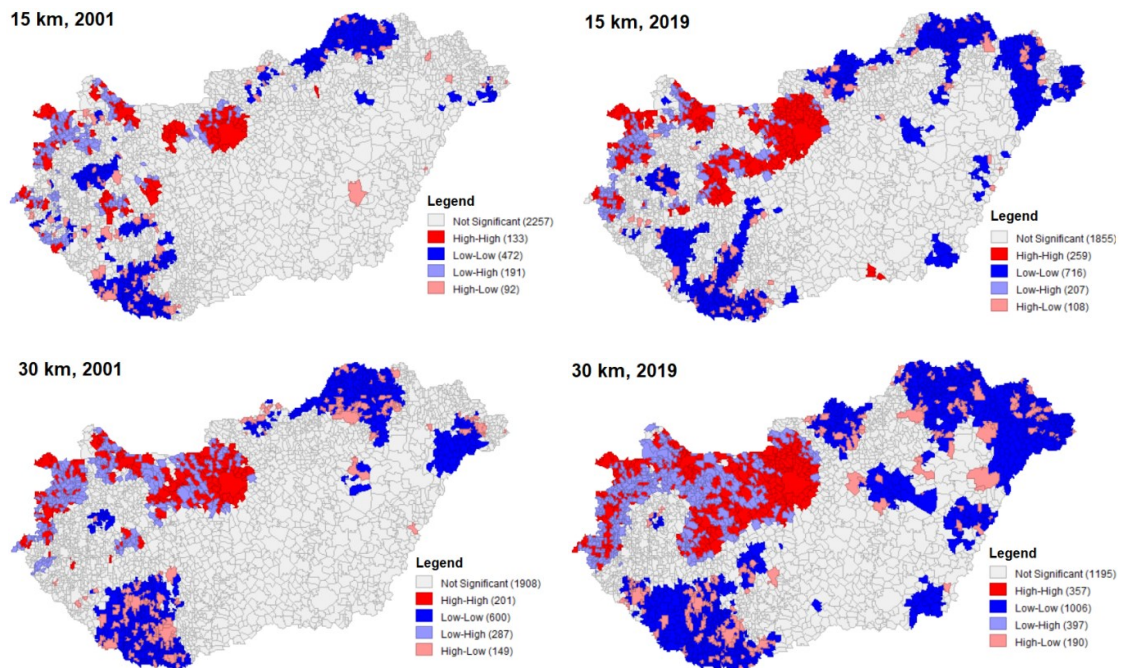 15 km, 2001
Legend
Not Significant (2257)
High-High (133)
Low-Low (472)
Low-High (191)
High-Low (92)
15 km, 2019
Legend
Not Significant (1855)
High-High (259)
Low-Low (716)
Low-High (207)
High-Low (108)
30 km, 2001
Legend
Not Significant (1908)
High-High (201)
Low-Low (600)
Low-High (287)
High-Low (149)
30 km, 2019
Legend
Not Significant (1195)
High-High (357)
Low-Low (1006)
Low-High (397)
High-Low (190)